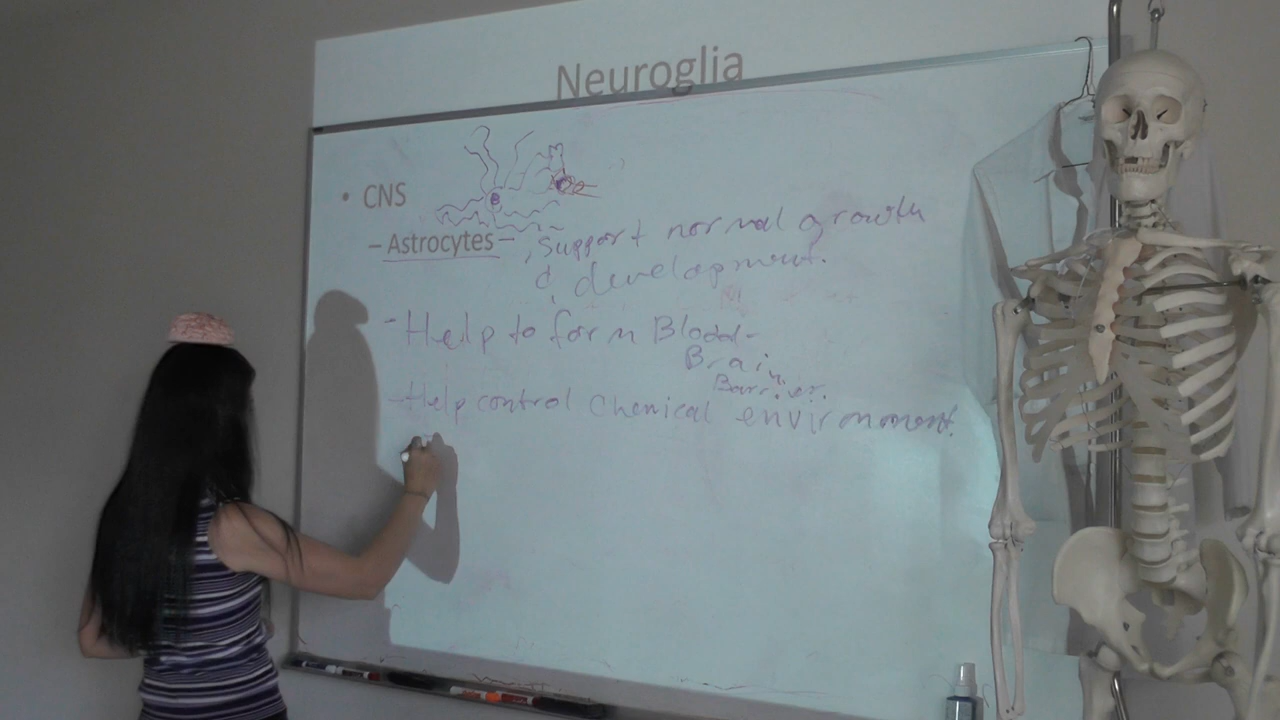 Neuroglia
• CNS
– Astrocytes – , support normal growth
& development.
- Help to form Blood-
Brain
Barrier.
- Help control chemical environment.